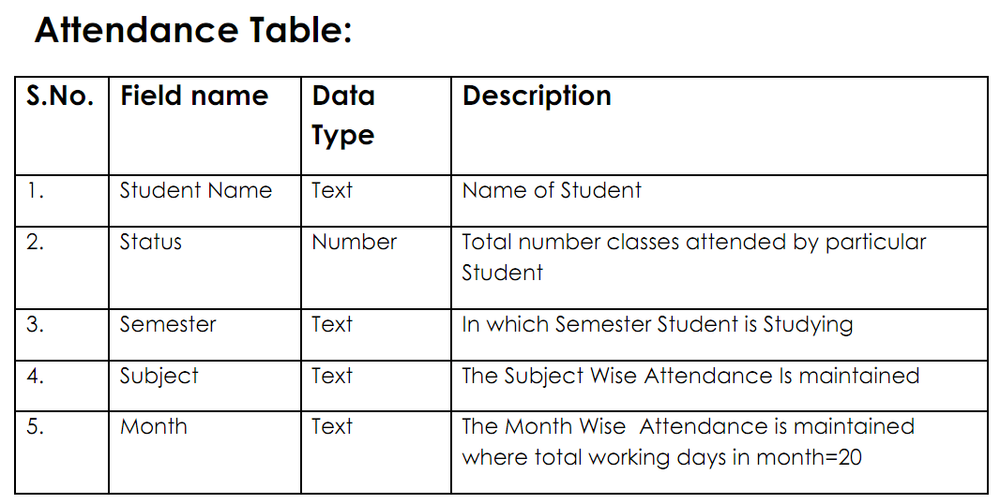 Attendance Table:
S.No. Field name Data Type Description
1. Student Name Text Name of Student
2. Status Number Total number classes attended by particular Student
3. Semester Text In which Semester Student is Studying
4. Subject Text The Subject Wise Attendance Is maintained
5. Month Text The Month Wise  Attendance is maintained where total working days in month=20